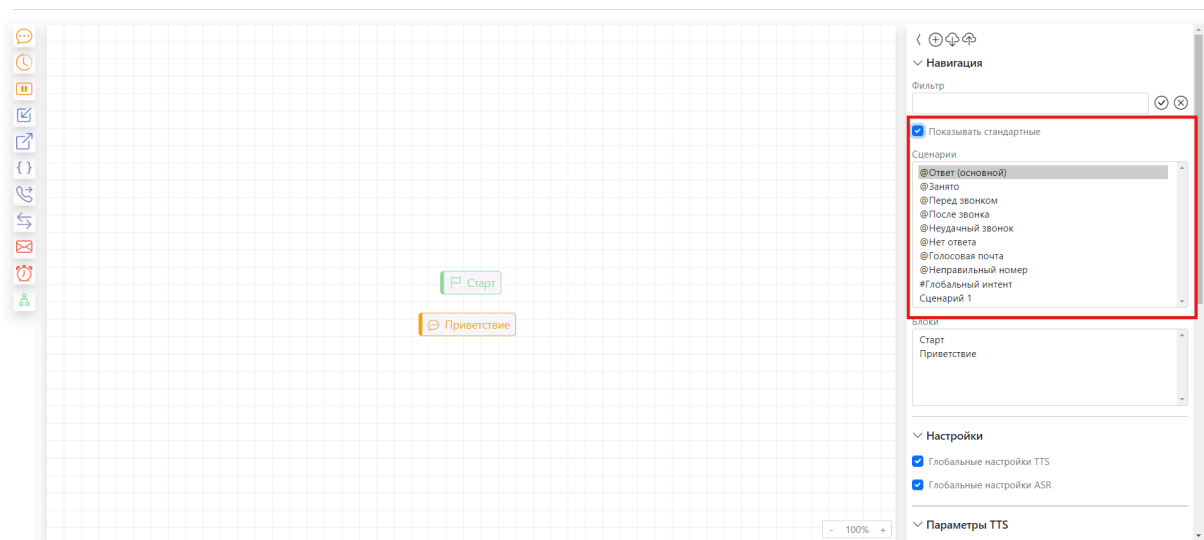 Навигация
Фильтр
Показывать стандартные
Сценарии
@Ответ (основной)
@Занято
@Перед звонком
@После звонка
@Неудачный звонок
@Нет ответа
@Голосовая почта
@Неправильный номер
#Глобальный интент
Сценарий 1
Блоки
Старт
Приветствие
Старт
Приветствие
Настройки
Глобальные настройки TTS
Глобальные настройки ASR
Параметры TTS
- 100% +